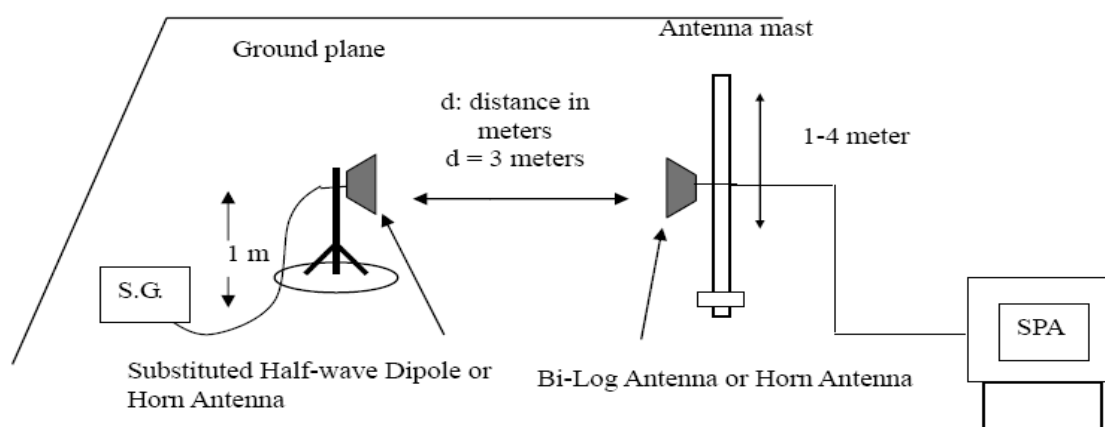 Antenna mast
Ground plane
d: distance in
meters
d = 3 meters
1-4 meter
1 m
S.G.
SPA
Substituted Half-wave Dipole or
Horn Antenna
Bi-Log Antenna or Horn Antenna